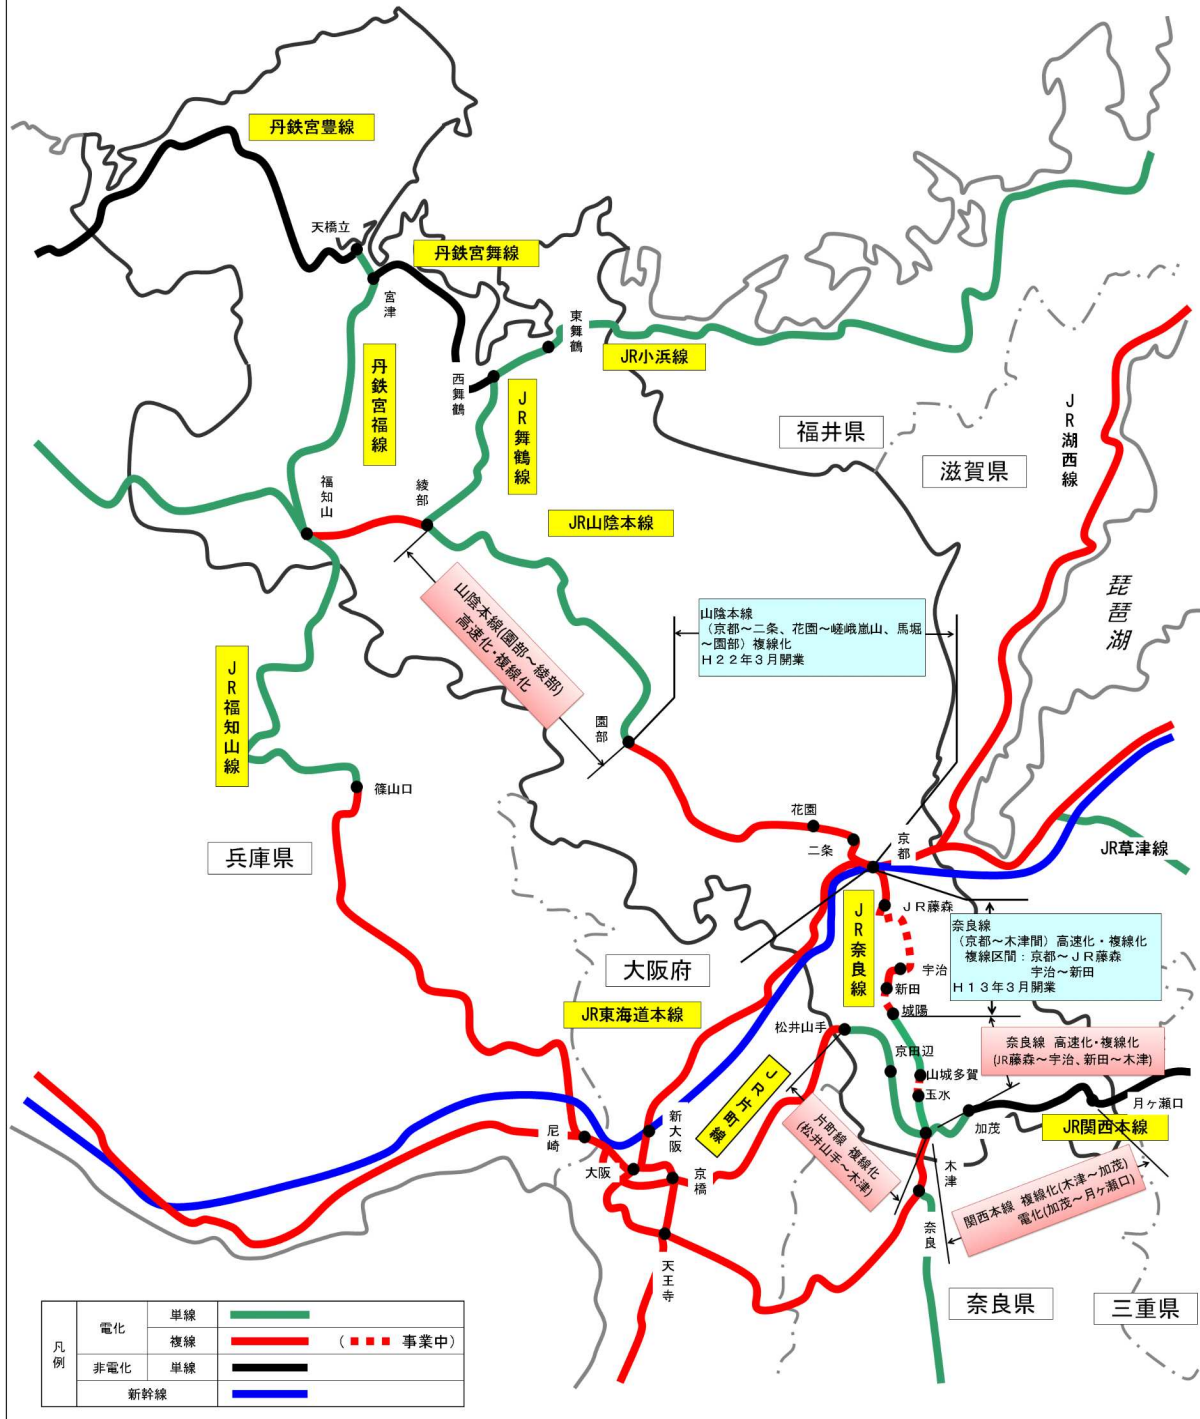 丹鉄宮豊線
天橋立
丹鉄宮舞線
宮津
東舞鶴
JR小浜線
丹鉄宮福線
西舞鶴
JR舞鶴線
福井県
滋賀県
JR湖西線
福知山
綾部
JR山陰本線
琵琶湖
山陰本線(園部～綾部)
高速化・複線化
山陰本線
（京都～二条、花園～嵯峨嵐山、馬堀
～園部）複線化
Ｈ２２年３月開業
JR福知山線
園部
篠山口
花園
二条
京都
兵庫県
JR草津線
JR奈良線
ＪＲ藤森
奈良線
（京都～木津間）高速化・複線化
複線区間：京都～ＪＲ藤森
宇治～新田
Ｈ１３年３月開業
大阪府
宇治
新田
JR東海道本線
城陽
松井山手
京田辺
奈良線 高速化・複線化
(JR藤森～宇治、新田～木津)
JR片町線
山城多賀
玉水
月ヶ瀬口
加茂
JR関西本線
片町線 複線化
(松井山手～木津)
新大阪
尼崎
大阪
京橋
木津
関西本線 複線化(木津～加茂)
電化(加茂～月ヶ瀬口)
奈良
天王寺
奈良県
三重県
凡例
電化
単線
複線
（ 事業中）
非電化
単線
新幹線